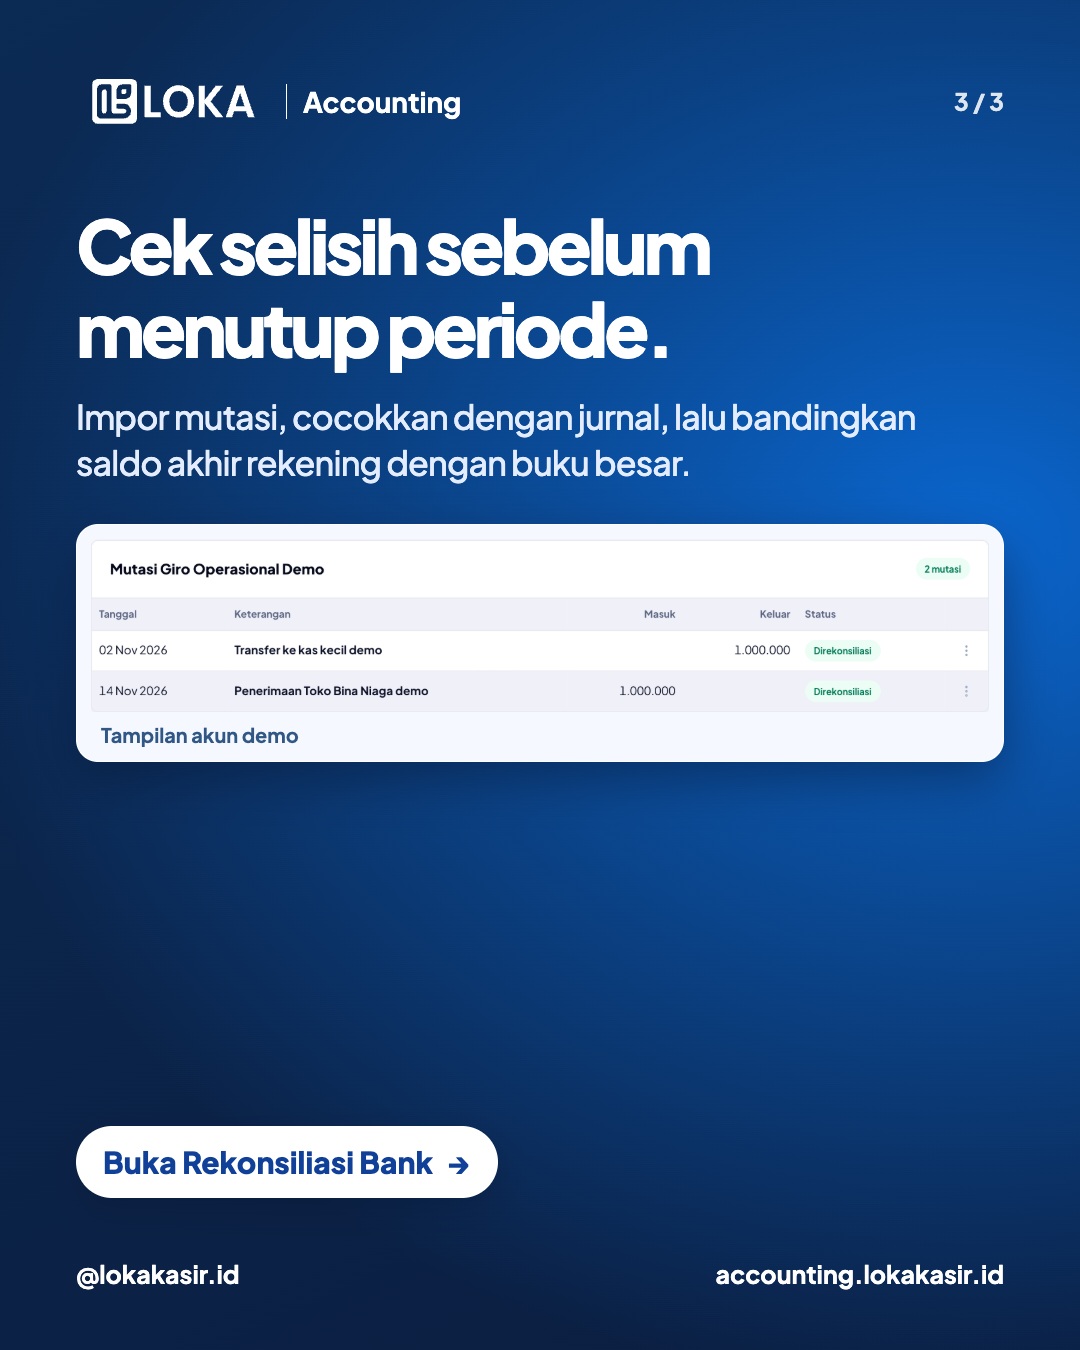 LOKA | Accounting
3 / 3
Cek selisih sebelum
menutup periode.
Impor mutasi, cocokkan dengan jurnal, lalu bandingkan
saldo akhir rekening dengan buku besar.
Mutasi Giro Operasional Demo
2 mutasi
Tanggal Keterangan Masuk Keluar Status
02 Nov 2026 Transfer ke kas kecil demo 1.000.000 Direkonsiliasi
14 Nov 2026 Penerimaan Toko Bina Niaga demo 1.000.000 Direkonsiliasi
Tampilan akun demo
Buka Rekonsiliasi Bank →
@lokakasir.id
accounting.lokakasir.id